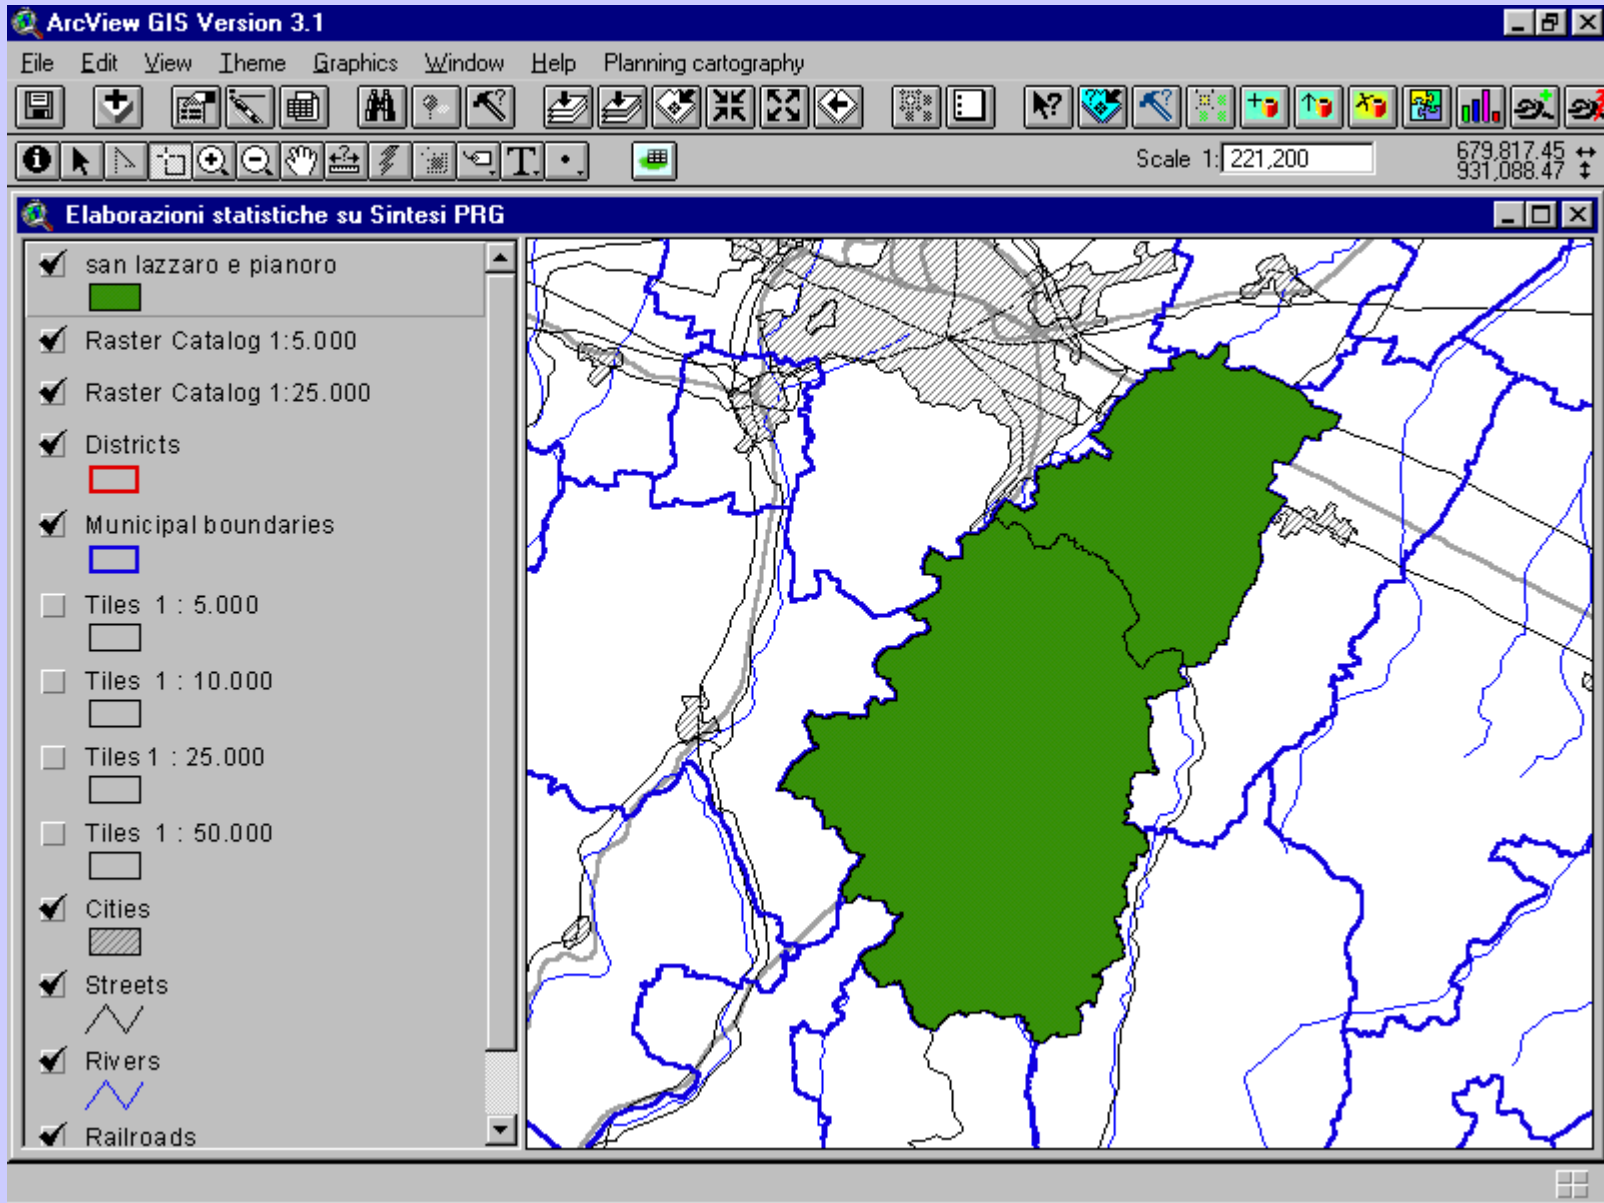 ArcView GIS Version 3.1
File Edit View Theme Graphics Window Help Planning cartography
Scale 1: 221,200
679,817.45
931,088.47
Elaborazioni statistiche su Sintesi PRG
san lazzaro e pianoro
Raster Catalog 1:5.000
Raster Catalog 1:25.000
Districts
Municipal boundaries
Tiles 1 : 5.000
Tiles 1 : 10.000
Tiles 1 : 25.000
Tiles 1 : 50.000
Cities
Streets
Rivers
Railroads